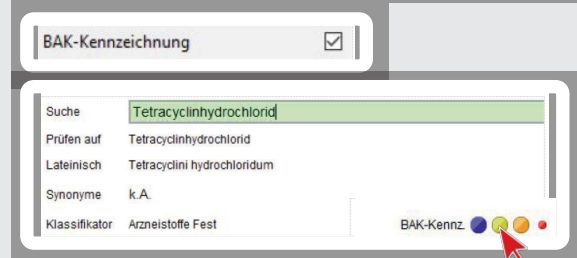 BAK-Kennzeichnung
Suche Tetracyclinhydrochlorid
Prüfen auf Tetracyclinhydrochlorid
Lateinisch Tetracyclini hydrochloridum
Synonyme k.A.
Klassifikator Arzneistoffe Fest BAK-Kennz.